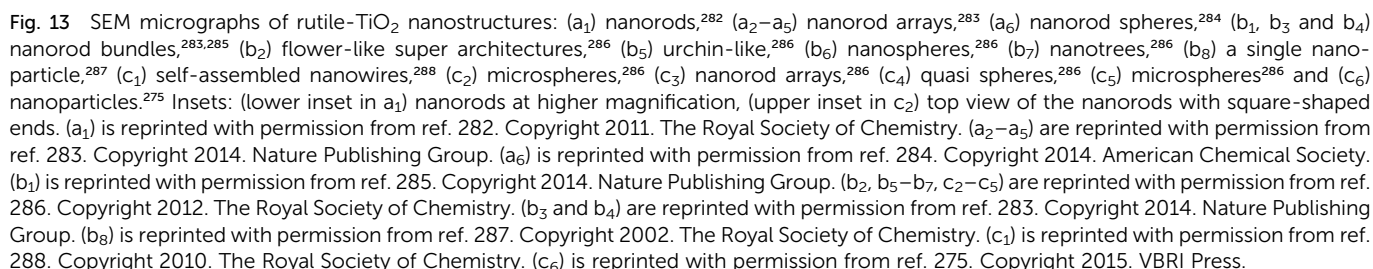 Fig. 13 SEM micrographs of rutile-TiO₂ nanostructures: (a₁) nanorods,²⁸² (a₂–a₅) nanorod arrays,²⁸³ (a₆) nanorod spheres,²⁸⁴ (b₁, b₃ and b₄)
nanorod bundles,²⁸³,²⁸⁵ (b₂) flower-like super architectures,²⁸⁶ (b₅) urchin-like,²⁸⁶ (b₆) nanospheres,²⁸⁶ (b₇) nanotrees,²⁸⁶ (b₈) a single nano-
particle,²⁸⁷ (c₁) self-assembled nanowires,²⁸⁸ (c₂) microspheres,²⁸⁶ (c₃) nanorod arrays,²⁸⁶ (c₄) quasi spheres,²⁸⁶ (c₅) microspheres²⁸⁶ and (c₆)
nanoparticles.²⁷⁵ Insets: (lower inset in a₁) nanorods at higher magnification, (upper inset in c₂) top view of the nanorods with square-shaped
ends. (a₁) is reprinted with permission from ref. 282. Copyright 2011. The Royal Society of Chemistry. (a₂–a₅) are reprinted with permission from
ref. 283. Copyright 2014. Nature Publishing Group. (a₆) is reprinted with permission from ref. 284. Copyright 2014. American Chemical Society.
(b₁) is reprinted with permission from ref. 285. Copyright 2014. Nature Publishing Group. (b₂, b₅–b₇, c₂–c₅) are reprinted with permission from ref.
286. Copyright 2012. The Royal Society of Chemistry. (b₃ and b₄) are reprinted with permission from ref. 283. Copyright 2014. Nature Publishing
Group. (b₈) is reprinted with permission from ref. 287. Copyright 2002. The Royal Society of Chemistry. (c₁) is reprinted with permission from ref.
288. Copyright 2010. The Royal Society of Chemistry. (c₆) is reprinted with permission from ref. 275. Copyright 2015. VBRI Press.